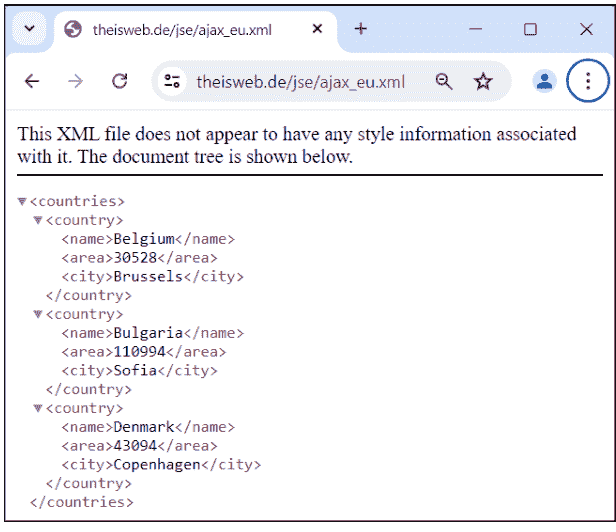 theisweb.de/jse/ajax_eu.xml
theisweb.de/jse/ajax_eu.xml
This XML file does not appear to have any style information associated
with it. The document tree is shown below.
<countries>
<country>
<name>Belgium</name>
<area>30528</area>
<city>Brussels</city>
</country>
<country>
<name>Bulgaria</name>
<area>110994</area>
<city>Sofia</city>
</country>
<country>
<name>Denmark</name>
<area>43094</area>
<city>Copenhagen</city>
</country>
</countries>